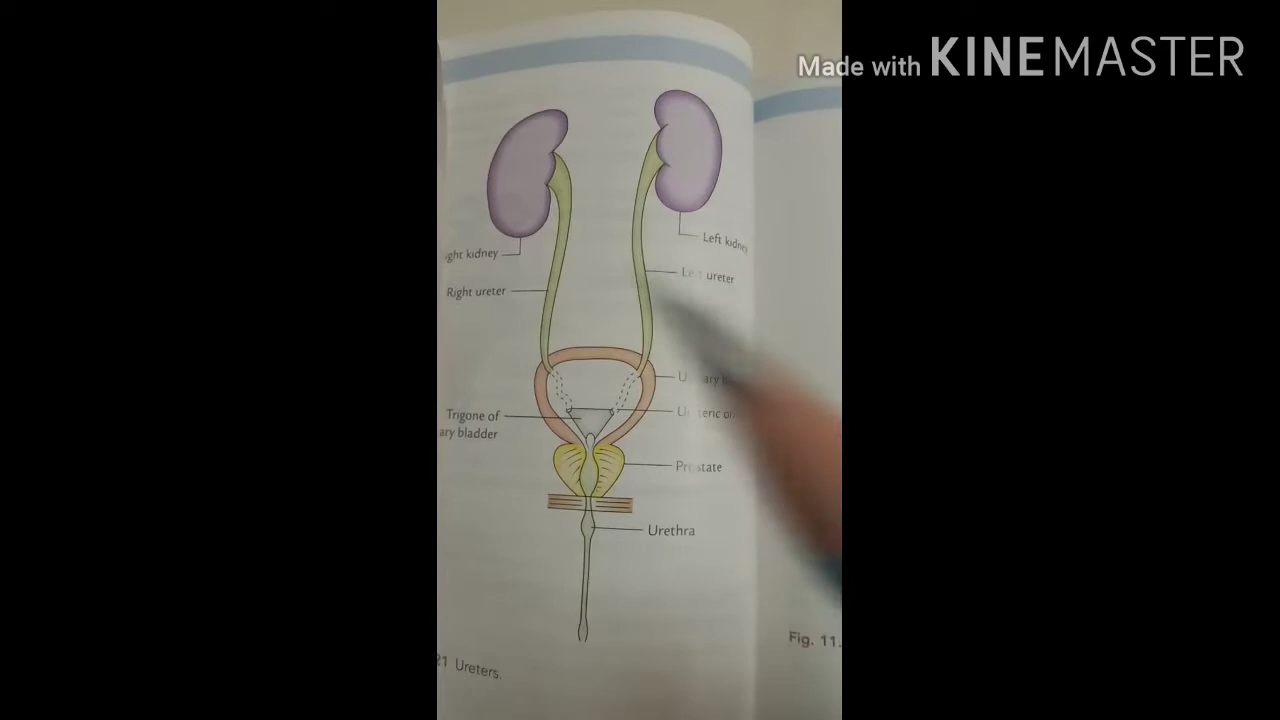 Made with KINEMASTER
ght kidney
Left kidney
Right ureter
ureter
Trigone of
ary bladder
Prostate
Urethra
Fig. 11.
21 Ureters.